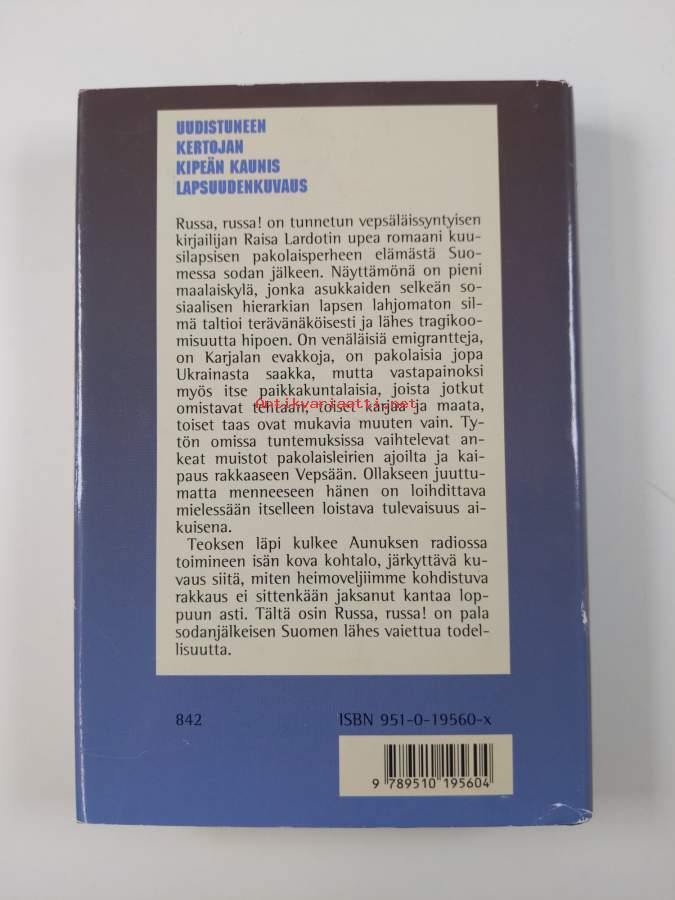 UUDISTUNEEN
KERTOJAN
KIPEÄN KAUNIS
LAPSUUDENKUVAUS
Russa, russa! on tunnetun vepsäläissyntyisen
kirjailijan Raisa Lardotin upea romaani kuu-
silapsisen pakolaisperheen elämästä Suo-
messa sodan jälkeen. Näyttämönä on pieni
maalaiskylä, jonka asukkaiden selkeän so-
siaalisen hierarkian lapsen lahjomaton sil-
mä taltioi terävänäköisesti ja lähes tragikoo-
misuutta hipoen. On venäläisiä emigrantteja,
on Karjalan evakkoja, on pakolaisia jopa
Ukrainasta saakka, mutta vastapainoksi
myös itse paikkakuntalaisia, joista jotkut
omistavat tehtaan, toiset karjaa ja maata,
Antikvariaatti.net
toiset taas ovat mukavia muuten vain. Ty-
tön omissa tuntemuksissa vaihtelevat an-
keat muistot pakolaisleirien ajoilta ja kai-
paus rakkaaseen Vepsään. Ollakseen juuttu-
matta menneeseen hänen on loihdittava
mielessään itselleen loistava tulevaisuus ai-
kuisena.
Teoksen läpi kulkee Aunuksen radiossa
toimineen isän kova kohtalo, järkyttävä ku-
vaus siitä, miten heimoveljiimme kohdistuva
rakkaus ei sittenkään jaksanut kantaa lop-
puun asti. Tältä osin Russa, russa! on pala
sodanjälkeisen Suomen lähes vaiettua todel-
lisuutta.
842 ISBN 951-0-19560-x
9 789510 195604